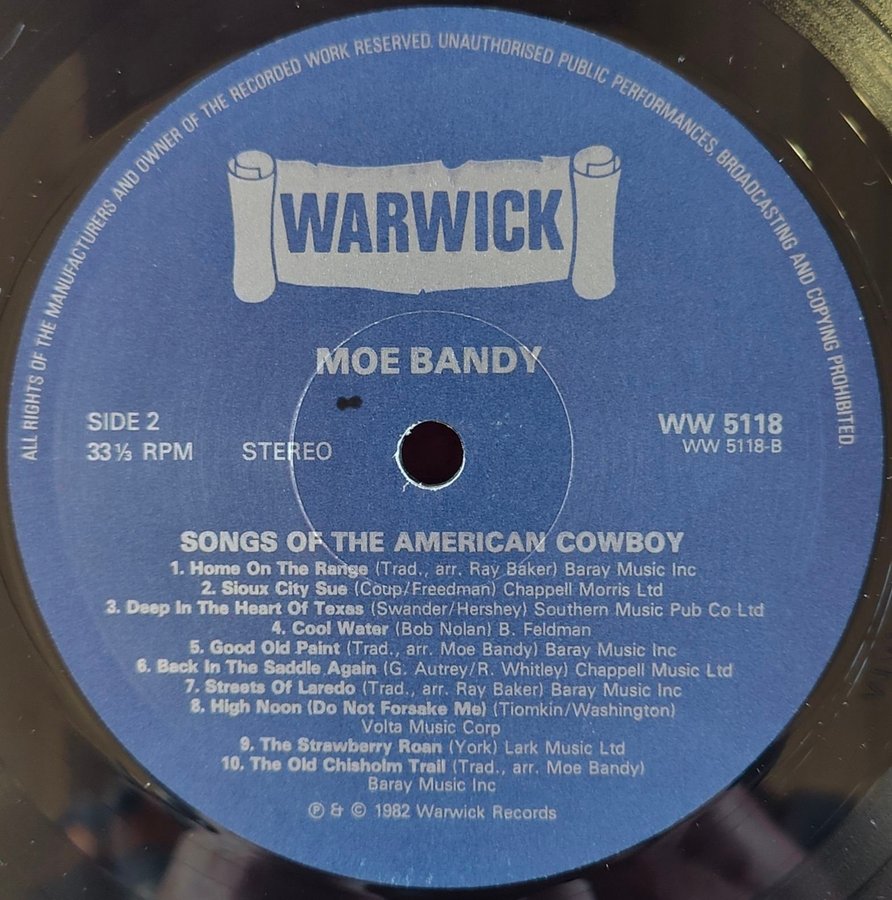 ALL RIGHTS OF THE MANUFACTURERS AND OWNER OF THE RECORDED WORK RESERVED. UNAUTHORISED PUBLIC PERFORMANCES, BROADCASTING AND COPYING PROHIBITED.
WARWICK
MOE BANDY
SIDE 2
33⅓ RPM STEREO
WW 5118
WW 5118-B
SONGS OF THE AMERICAN COWBOY
1. Home On The Range (Trad., arr. Ray Baker) Baray Music Inc
2. Sioux City Sue (Coup/Freedman) Chappell Morris Ltd
3. Deep In The Heart Of Texas (Swander/Hershey) Southern Music Pub Co Ltd
4. Cool Water (Bob Nolan) B. Feldman
5. Good Old Paint (Trad., arr. Moe Bandy) Baray Music Inc
6. Back In The Saddle Again (G. Autrey/R. Whitley) Chappell Music Ltd
7. Streets Of Laredo (Trad., arr. Ray Baker) Baray Music Inc
8. High Noon (Do Not Forsake Me) (Tiomkin/Washington)
Volta Music Corp
9. The Strawberry Roan (York) Lark Music Ltd
10. The Old Chisholm Trail (Trad., arr. Moe Bandy)
Baray Music Inc
℗ & © 1982 Warwick Records